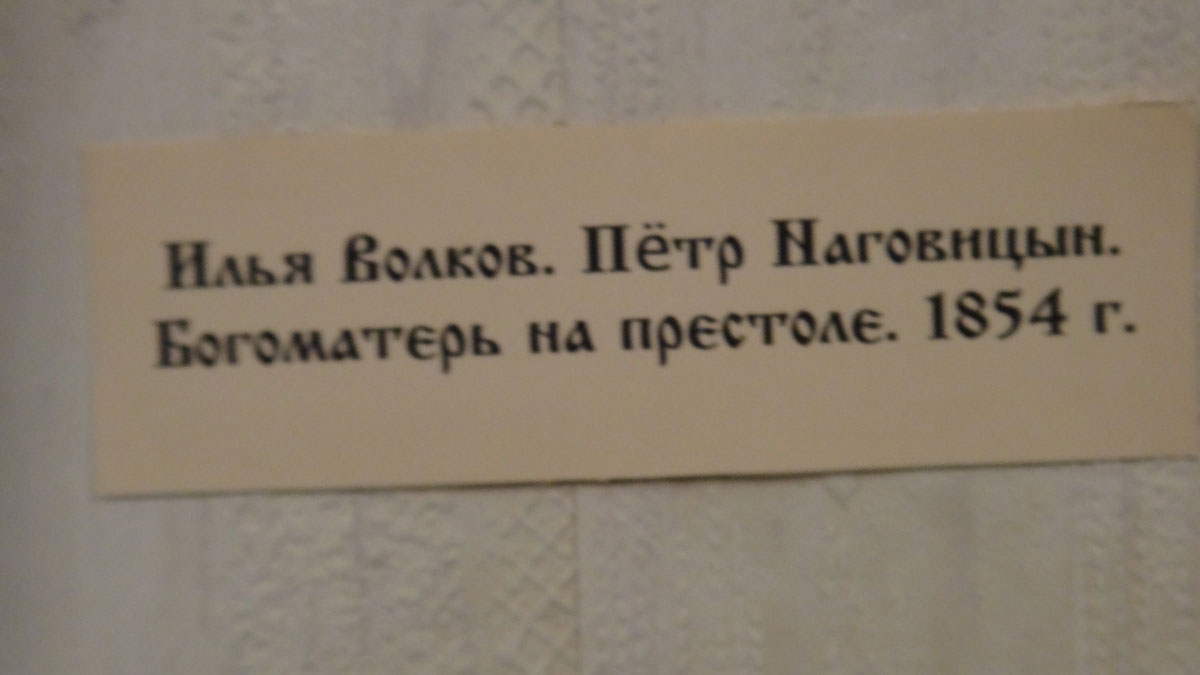 Илья Волков. Пётр Наговицын.
Богоматерь на престоле. 1854 г.